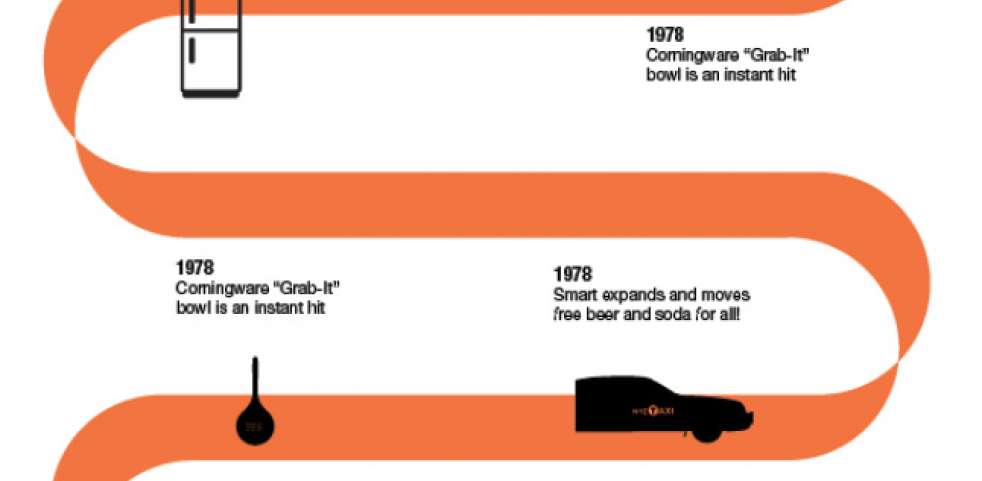 1978
Corningware “Grab-It”
bowl is an instant hit
1978
Corningware “Grab-It”
bowl is an instant hit
1978
Smart expands and moves
free beer and soda for all!
NYC TAXI